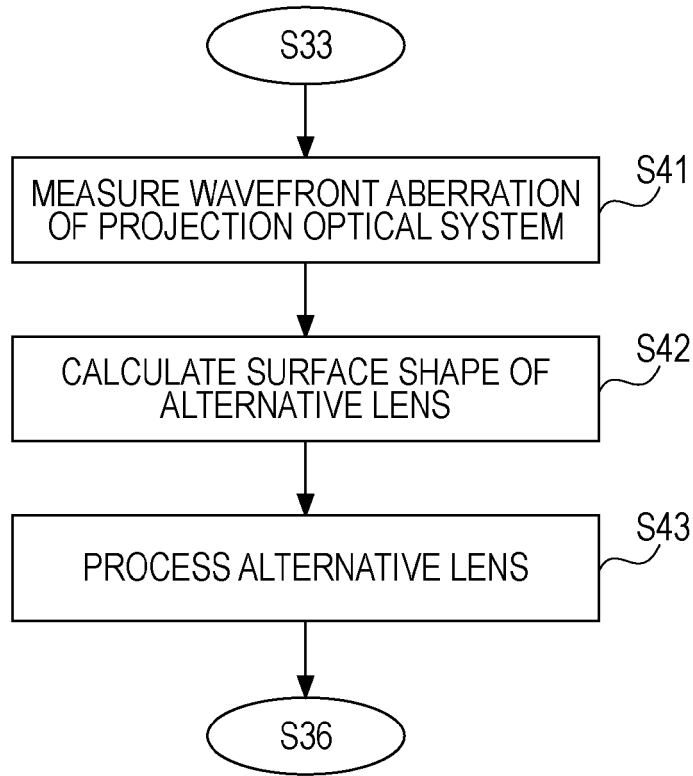 S33
MEASURE WAVEFRONT ABERRATION
OF PROJECTION OPTICAL SYSTEM
S41
CALCULATE SURFACE SHAPE OF
ALTERNATIVE LENS
S42
PROCESS ALTERNATIVE LENS
S43
S36